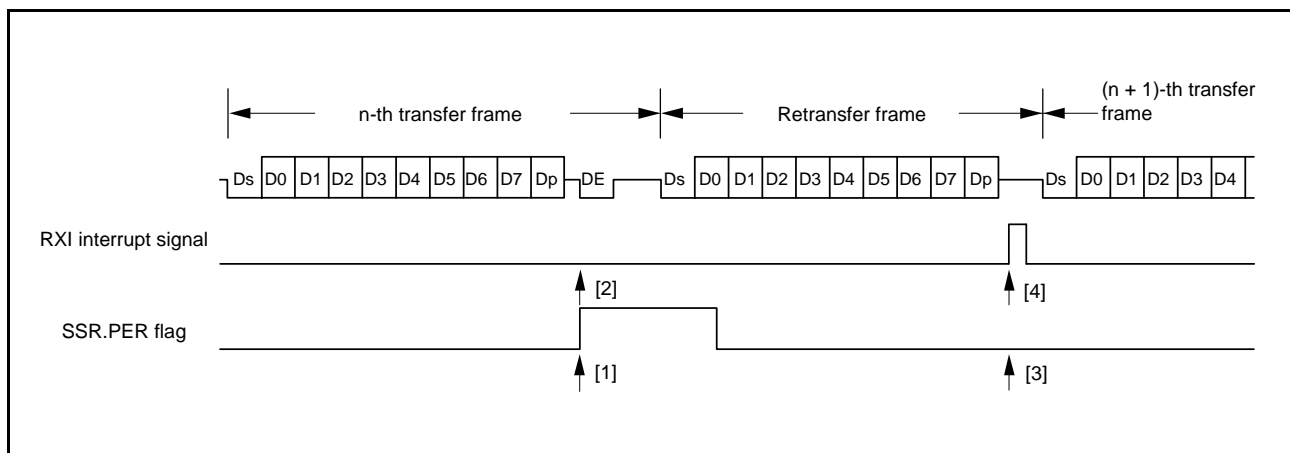 n-th transfer frame
Retransfer frame
(n + 1)-th transfer
frame
Ds D0 D1 D2 D3 D4 D5 D6 D7 Dp DE Ds D0 D1 D2 D3 D4 D5 D6 D7 Dp Ds D0 D1 D2 D3 D4
RXI interrupt signal
[2] [4]
SSR.PER flag
[1] [3]